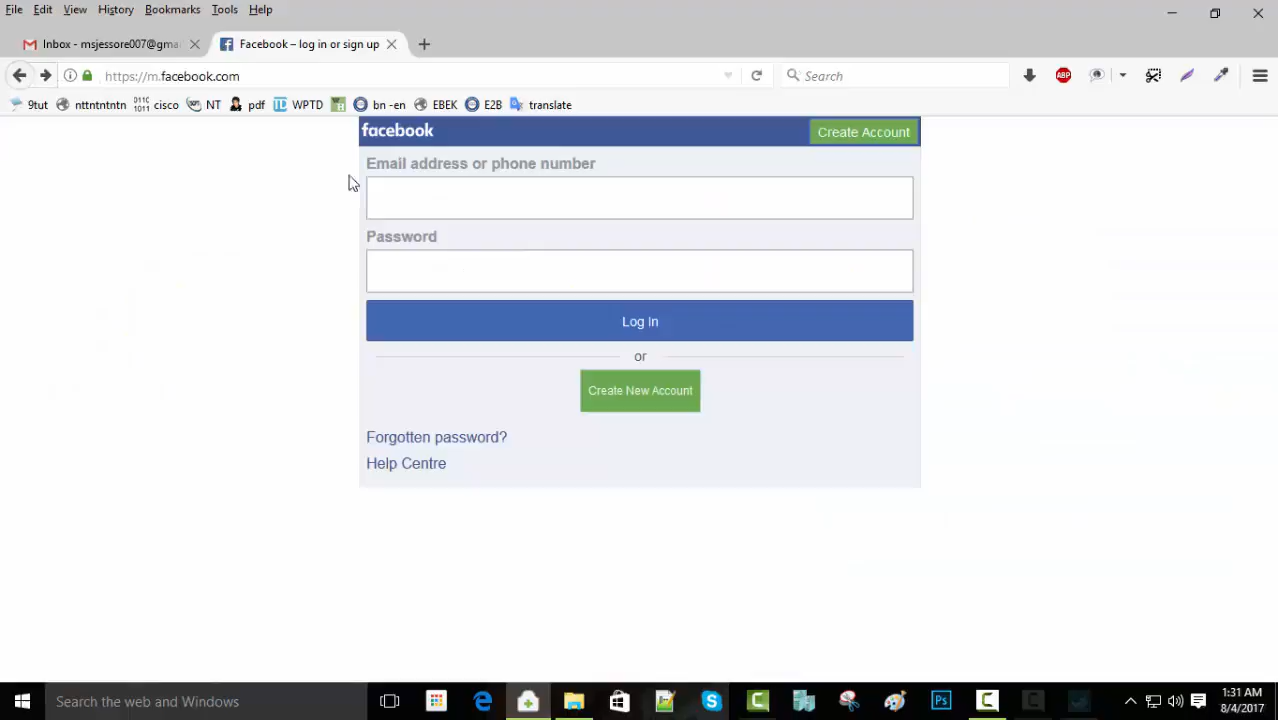 File Edit View History Bookmarks Tools Help
Inbox - msjessore007@gma
Facebook – log in or sign up
https://m.facebook.com
Search
9tut nttntntntn cisco NT pdf WPTD bn -en EBEK E2B translate
facebook
Create Account
Email address or phone number
Password
Log In
or
Create New Account
Forgotten password?
Help Centre
Search the web and Windows
1:31 AM
8/4/2017